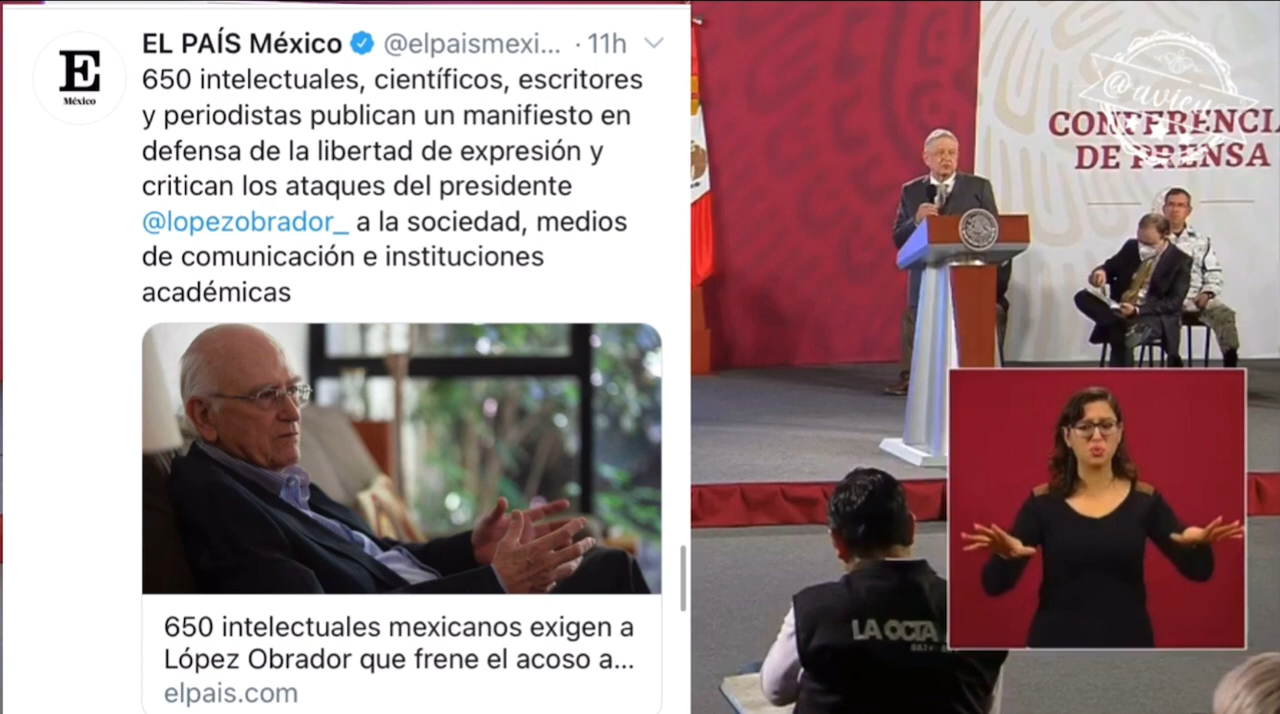 EL PAÍS México @elpaismexi... · 11h
E
México
650 intelectuales, científicos, escritores
y periodistas publican un manifiesto en
defensa de la libertad de expresión y
critican los ataques del presidente
@lopezobrador_ a la sociedad, medios
de comunicación e instituciones
académicas
650 intelectuales mexicanos exigen a
López Obrador que frene el acoso a...
elpais.com
CONFERENCIA
DE PRENSA
LA OCTA